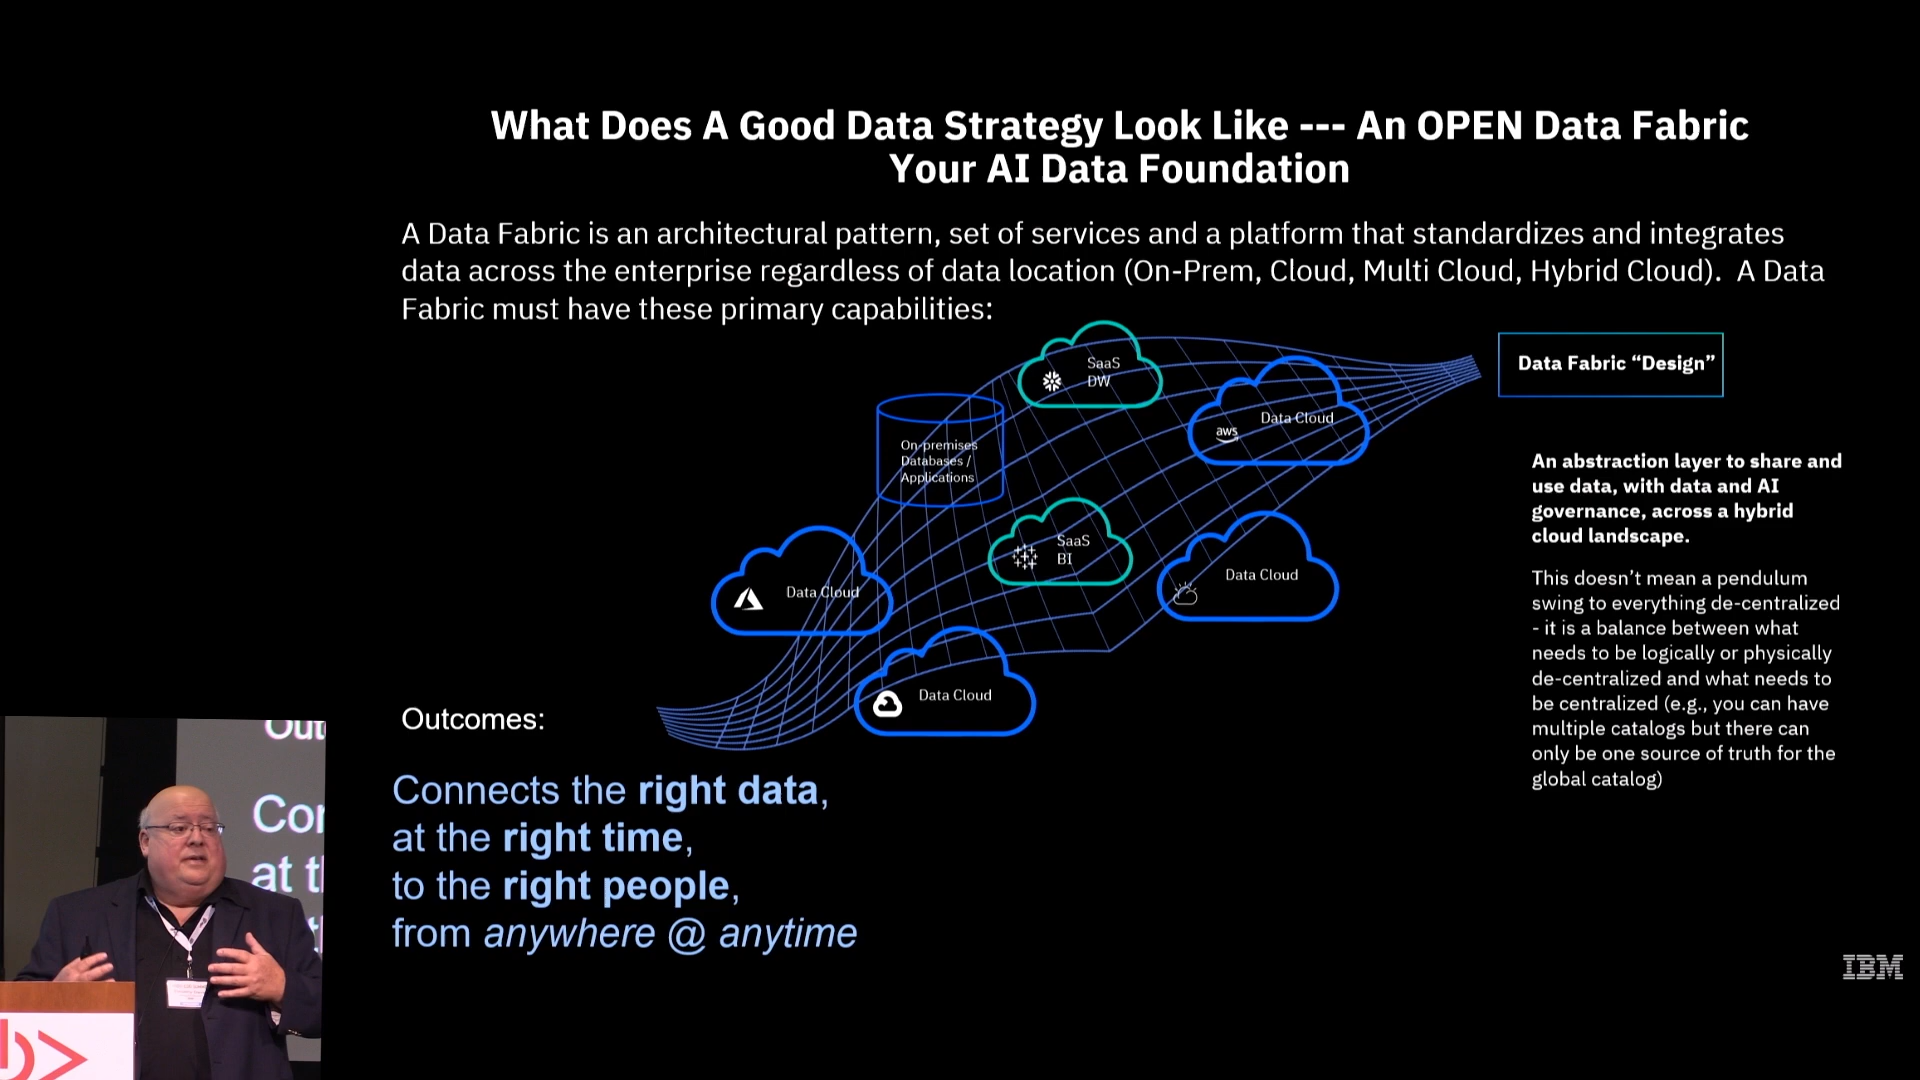 What Does A Good Data Strategy Look Like --- An OPEN Data Fabric
Your AI Data Foundation
A Data Fabric is an architectural pattern, set of services and a platform that standardizes and integrates
data across the enterprise regardless of data location (On-Prem, Cloud, Multi Cloud, Hybrid Cloud).  A Data
Fabric must have these primary capabilities:
SaaS
DW
Data Fabric “Design”
aws
Data Cloud
On-premises
Databases /
Applications
An abstraction layer to share and
use data, with data and AI
governance, across a hybrid
cloud landscape.
SaaS
BI
Data Cloud
Data Cloud
Data Cloud
This doesn’t mean a pendulum
swing to everything de-centralized
- it is a balance between what
needs to be logically or physically
de-centralized and what needs to
be centralized (e.g., you can have
multiple catalogs but there can
only be one source of truth for the
global catalog)
Outcomes:
Connects the right data,
at the right time,
to the right people,
from anywhere @ anytime
IBM
Out
Cor
at t